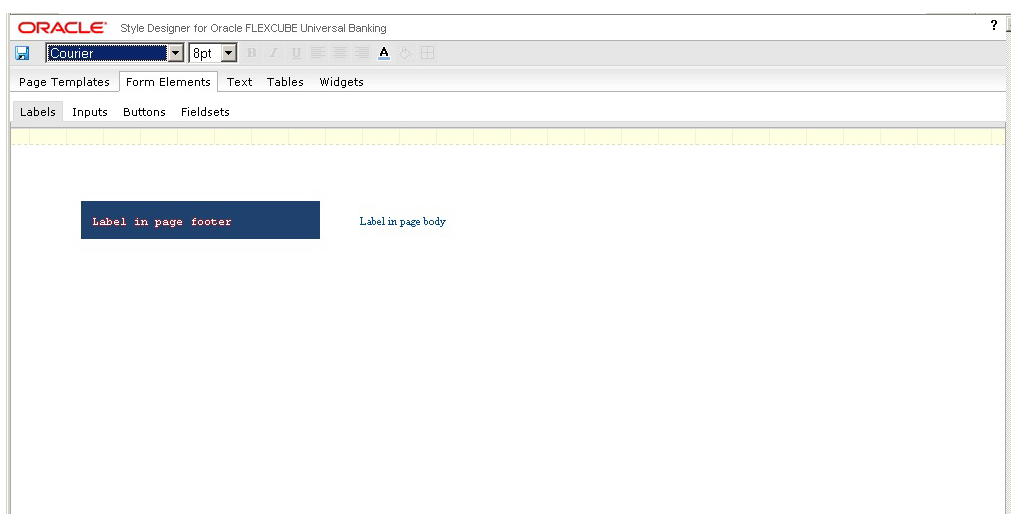 ORACLE Style Designer for Oracle FLEXCUBE Universal Banking ?
Courier 8pt B I U A
Page Templates Form Elements Text Tables Widgets
Labels Inputs Buttons Fieldsets
Label in page footer Label in page body